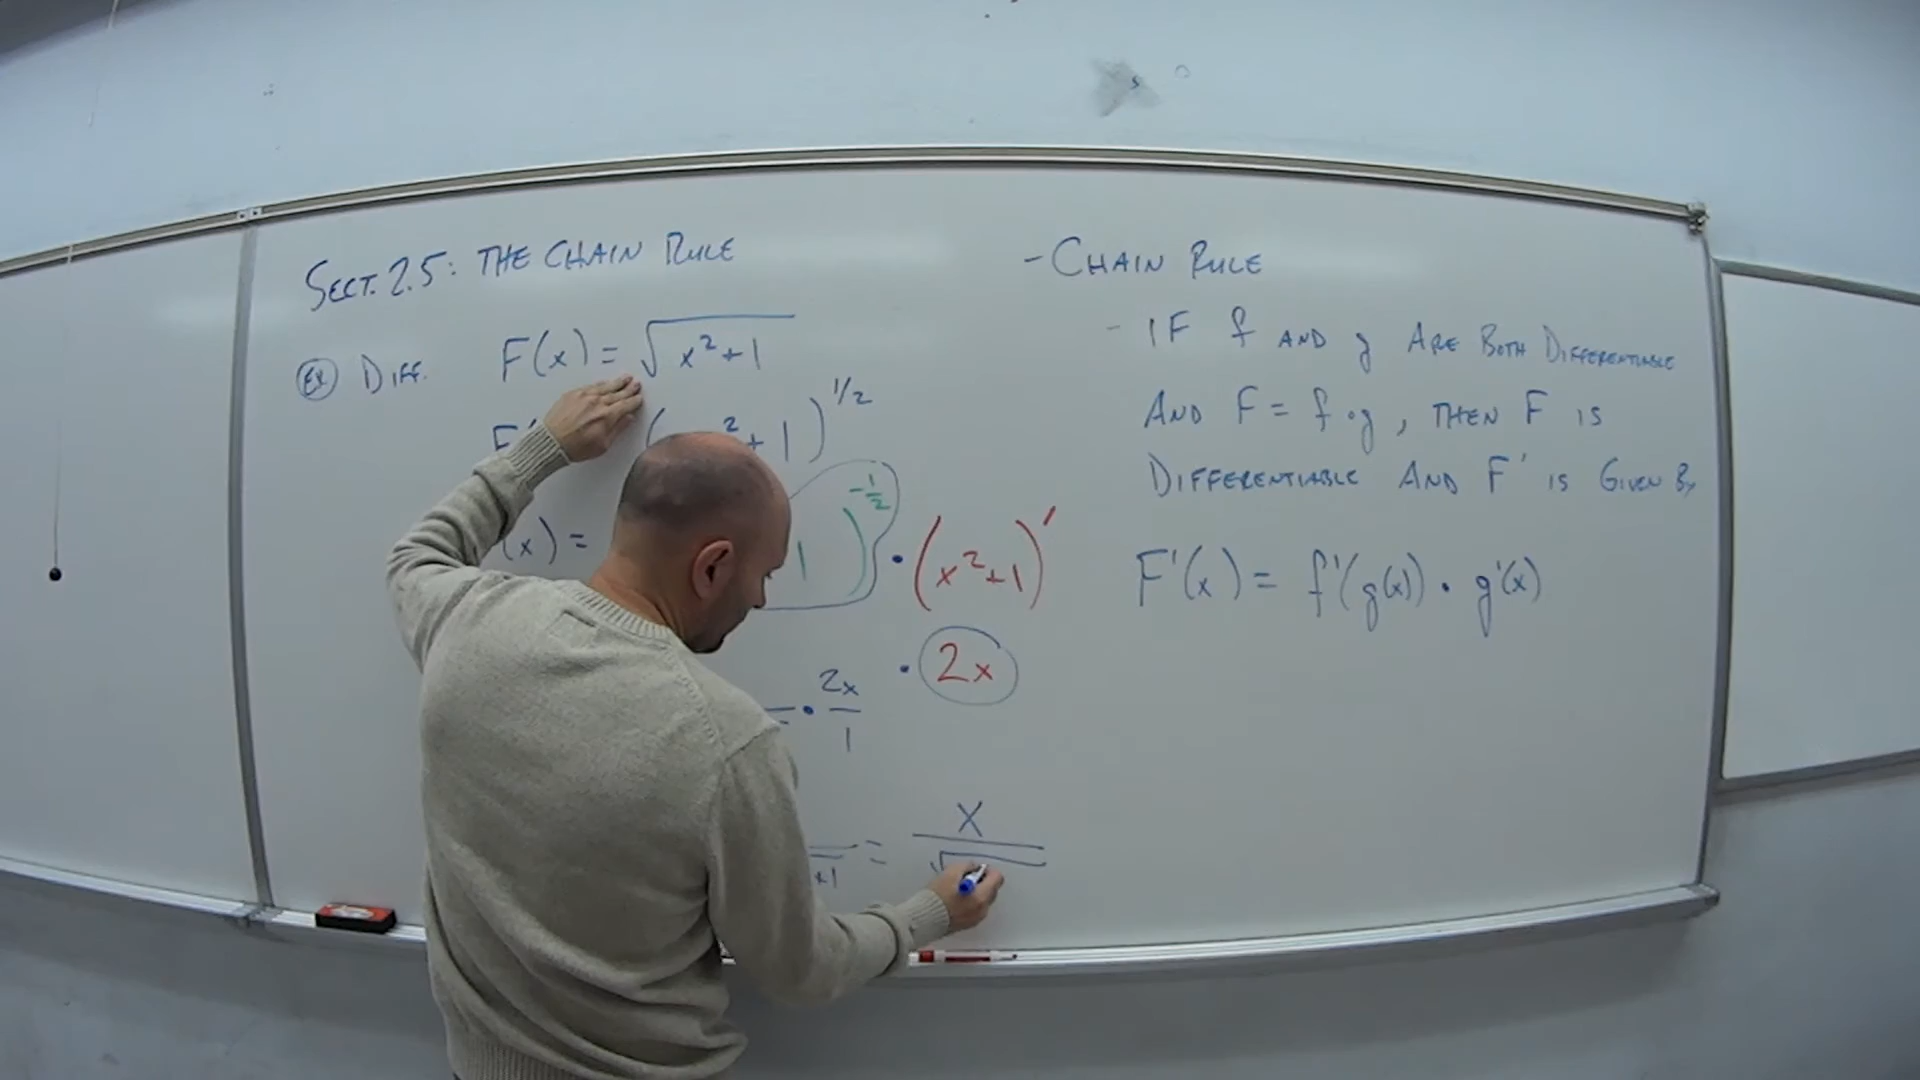 SECT. 2.5: THE CHAIN RULE
EX DIFF. F(x) = √x²+1
F' ( ² + 1)^1/2
(x) = 1)^-1/2 • (x²+1)'
• 2x
• 2x/1
x1 = X/√
- CHAIN RULE
- IF f AND g ARE BOTH DIFFERENTIABLE
AND F = f∘g, THEN F IS
DIFFERENTIABLE AND F' IS GIVEN BY
F'(x) = f'(g(x)) • g'(x)